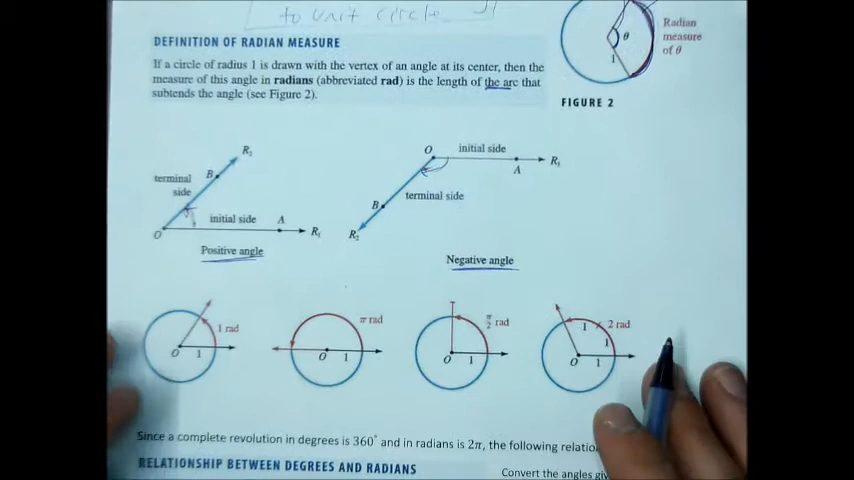 to unit circle
θ
1
Radian
measure
of θ
FIGURE 2
DEFINITION OF RADIAN MEASURE
If a circle of radius 1 is drawn with the vertex of an angle at its center, then the
measure of this angle in radians (abbreviated rad) is the length of the arc that
subtends the angle (see Figure 2).
R₂
terminal
side
B
initial side
A
O
R₁
Positive angle
O
initial side
A
R₁
B
terminal side
R₂
Negative angle
1 rad
O
1
π rad
O
1
π/2 rad
O
1
1
2 rad
1
O
1
Since a complete revolution in degrees is 360° and in radians is 2π, the following
RELATIONSHIP BETWEEN DEGREES AND RADIANS
Convert the angles